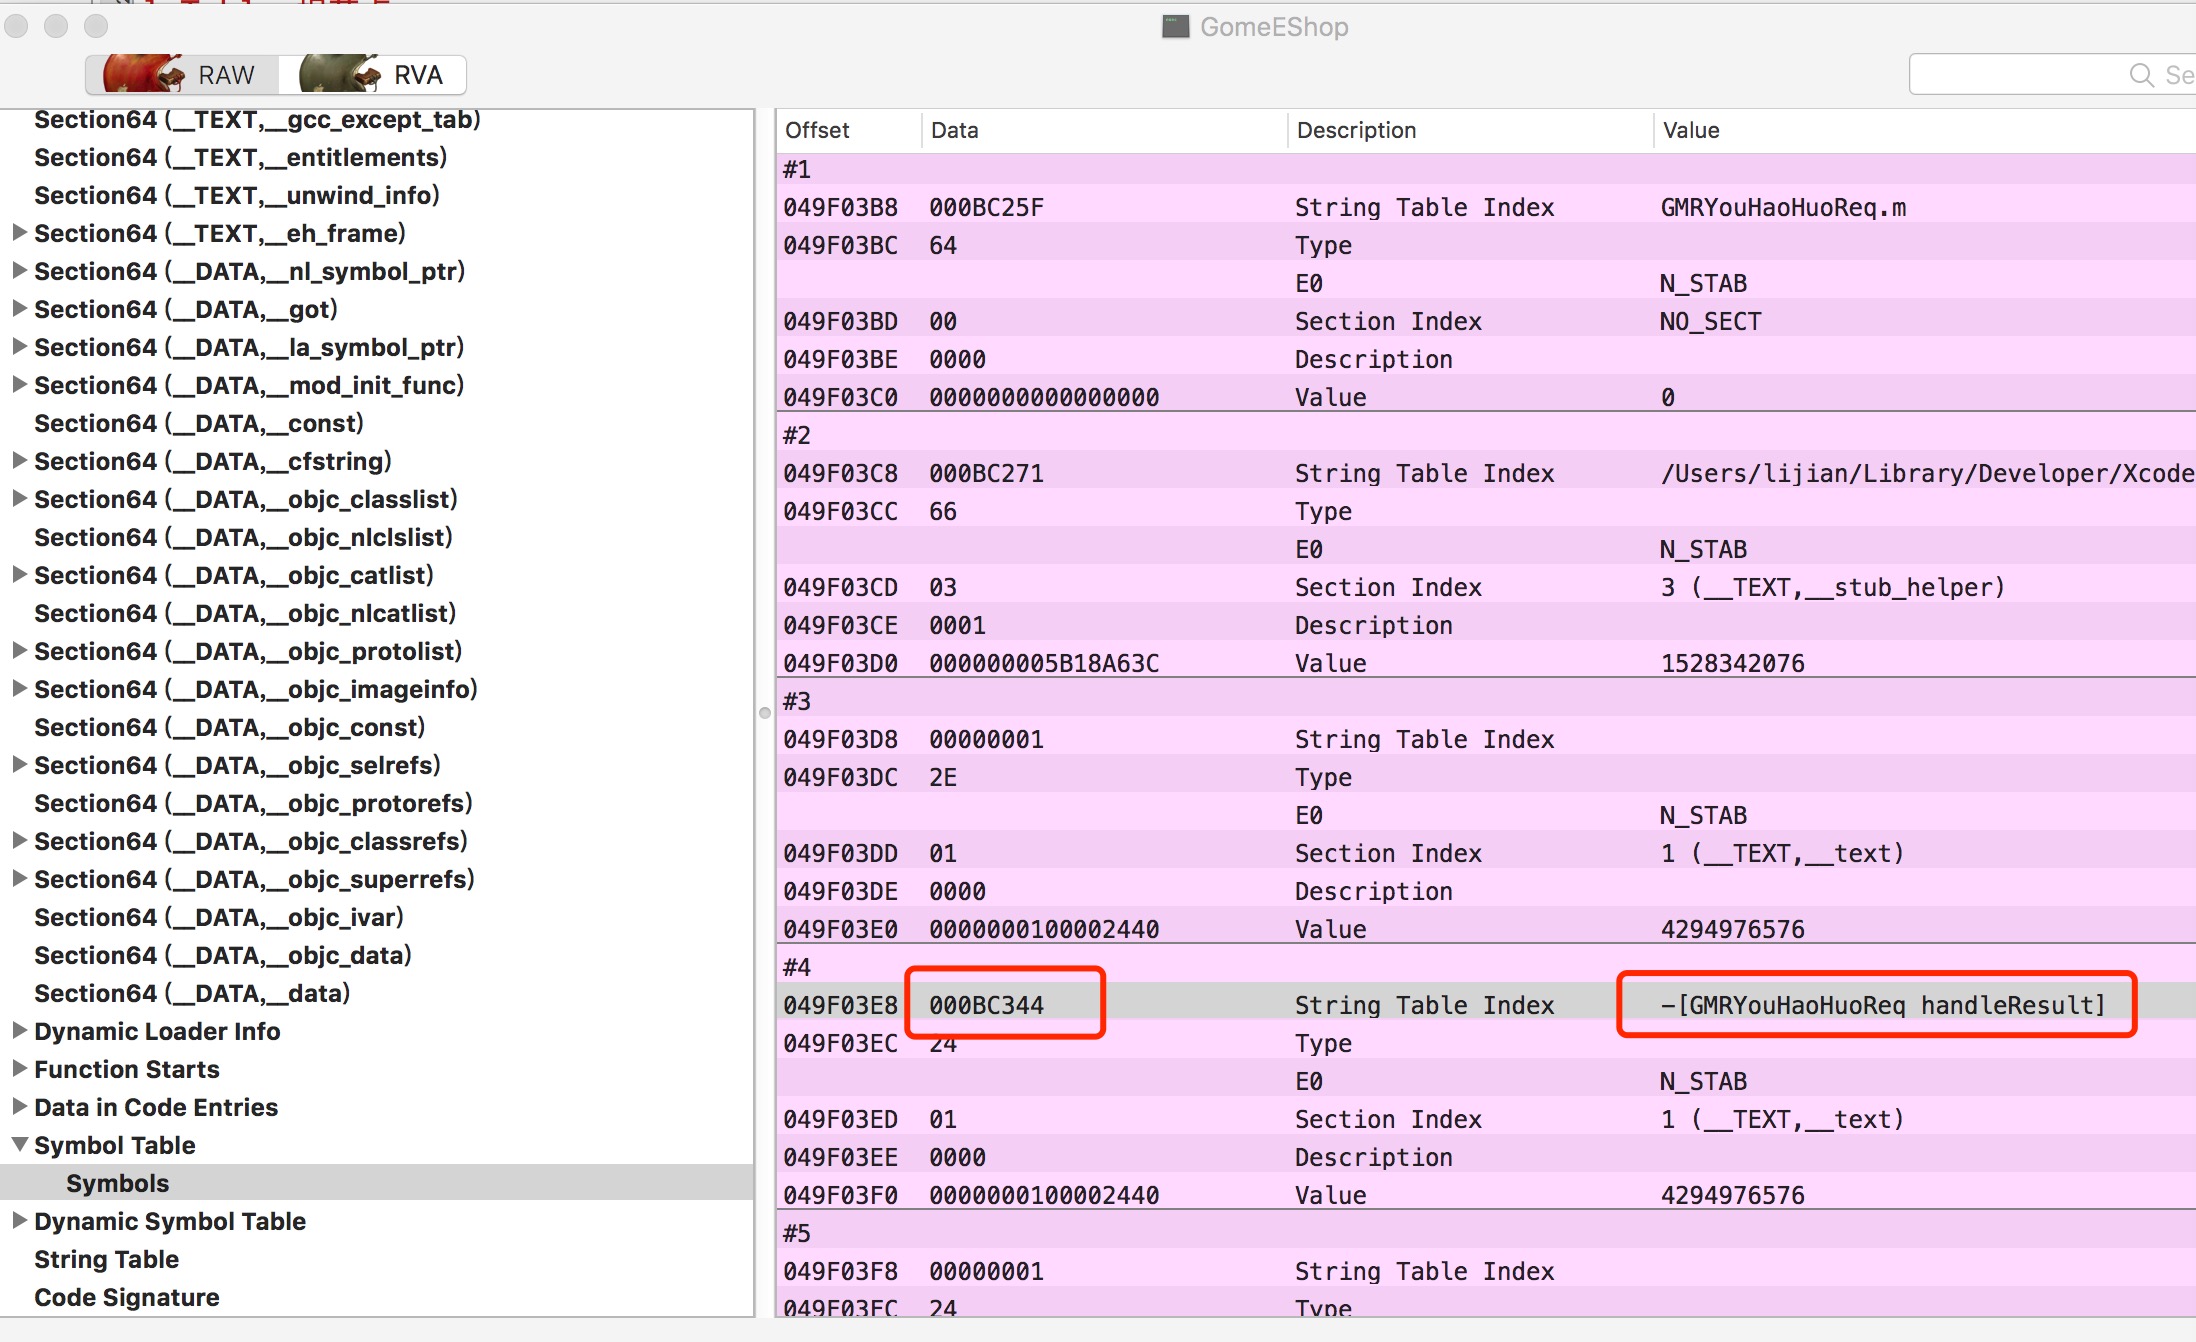 GomeEShop
RAW
RVA
Se
Section64 (__TEXT,__gcc_except_tab)
Section64 (__TEXT,__entitlements)
Section64 (__TEXT,__unwind_info)
Section64 (__TEXT,__eh_frame)
Section64 (__DATA,__nl_symbol_ptr)
Section64 (__DATA,__got)
Section64 (__DATA,__la_symbol_ptr)
Section64 (__DATA,__mod_init_func)
Section64 (__DATA,__const)
Section64 (__DATA,__cfstring)
Section64 (__DATA,__objc_classlist)
Section64 (__DATA,__objc_nlclslist)
Section64 (__DATA,__objc_catlist)
Section64 (__DATA,__objc_nlcatlist)
Section64 (__DATA,__objc_protolist)
Section64 (__DATA,__objc_imageinfo)
Section64 (__DATA,__objc_const)
Section64 (__DATA,__objc_selrefs)
Section64 (__DATA,__objc_protorefs)
Section64 (__DATA,__objc_classrefs)
Section64 (__DATA,__objc_superrefs)
Section64 (__DATA,__objc_ivar)
Section64 (__DATA,__objc_data)
Section64 (__DATA,__data)
Dynamic Loader Info
Function Starts
Data in Code Entries
Symbol Table
Symbols
Dynamic Symbol Table
String Table
Code Signature
Offset Data Description Value
#1
049F03B8 000BC25F String Table Index GMRYouHaoHuoReq.m
049F03BC 64 Type
E0 N_STAB
049F03BD 00 Section Index NO_SECT
049F03BE 0000 Description
049F03C0 0000000000000000 Value 0
#2
049F03C8 000BC271 String Table Index /Users/lijian/Library/Developer/Xcode
049F03CC 66 Type
E0 N_STAB
049F03CD 03 Section Index 3 (__TEXT,__stub_helper)
049F03CE 0001 Description
049F03D0 000000005B18A63C Value 1528342076
#3
049F03D8 00000001 String Table Index
049F03DC 2E Type
E0 N_STAB
049F03DD 01 Section Index 1 (__TEXT,__text)
049F03DE 0000 Description
049F03E0 0000000100002440 Value 4294976576
#4
049F03E8 000BC344 String Table Index -[GMRYouHaoHuoReq handleResult]
049F03EC 24 Type
E0 N_STAB
049F03ED 01 Section Index 1 (__TEXT,__text)
049F03EE 0000 Description
049F03F0 0000000100002440 Value 4294976576
#5
049F03F8 00000001 String Table Index
049F03FC 24 Type